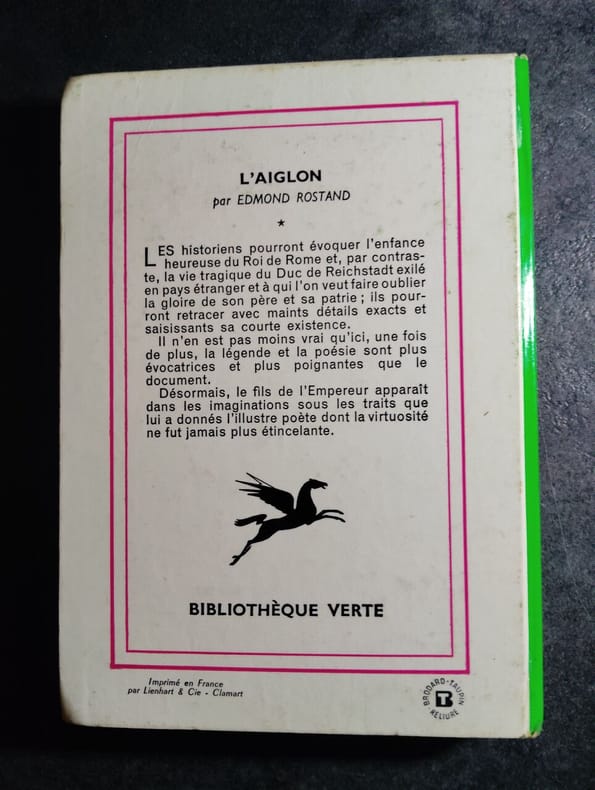 L'AIGLON
par EDMOND ROSTAND
*
LES historiens pourront évoquer l'enfance
heureuse du Roi de Rome et, par contras-
te, la vie tragique du Duc de Reichstadt exilé
en pays étranger et à qui l'on veut faire oublier
la gloire de son père et sa patrie ; ils pour-
ront retracer avec maints détails exacts et
saisissants sa courte existence.
Il n'en est pas moins vrai qu'ici, une fois
de plus, la légende et la poésie sont plus
évocatrices et plus poignantes que le
document.
Désormais, le fils de l'Empereur apparaît
dans les imaginations sous les traits que
lui a donnés l'illustre poète dont la virtuosité
ne fut jamais plus étincelante.
BIBLIOTHÈQUE VERTE
Imprimé en France
par Lienhart & Cie - Clamart
BRODARD-TAUPIN
RELIURE